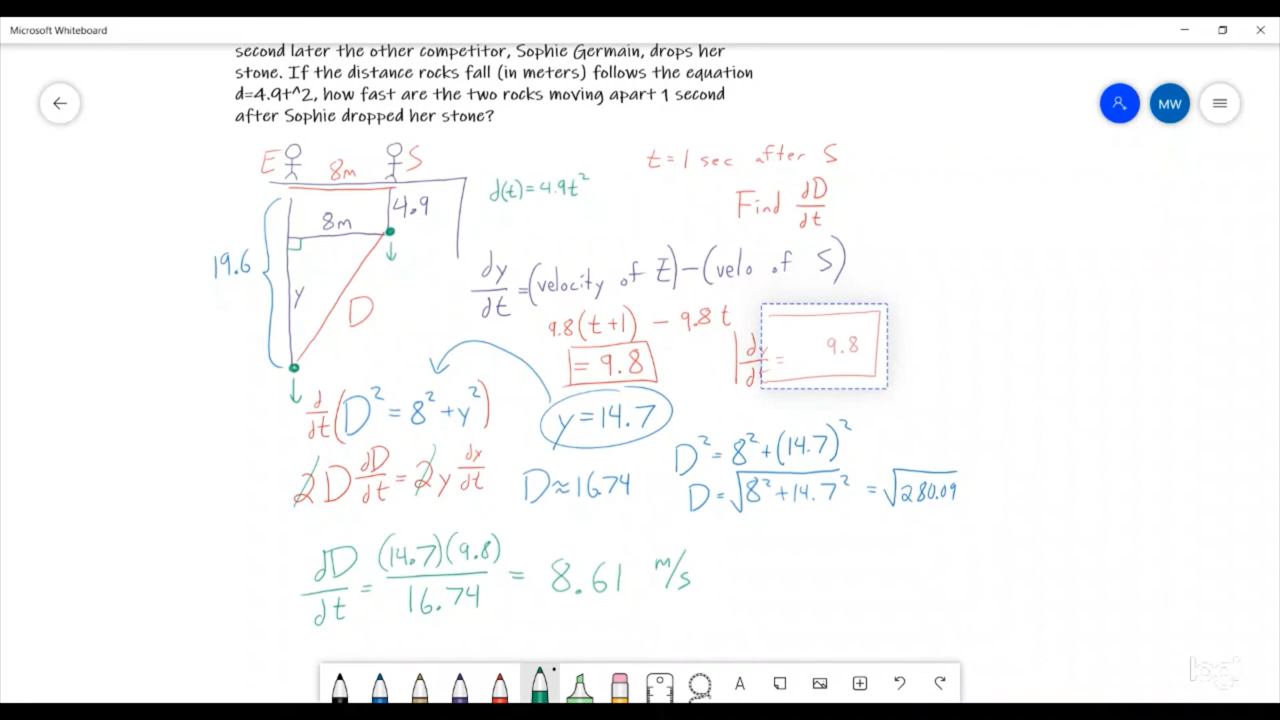 Microsoft Whiteboard
second later the other competitor, Sophie Germain, drops her
stone. If the distance rocks fall (in meters) follows the equation
d=4.9t^2, how fast are the two rocks moving apart 1 second
after Sophie dropped her stone?
MW
E 8m S
t = 1 sec after S
d(t) = 4.9t²
Find dD/dt
4.9
8m
19.6
y
D
dy/dt = (velocity of E) - (velo of S)
9.8(t+1) - 9.8t
= 9.8
dy/dt = 9.8
d/dt (D² = 8² + y²)
y = 14.7
D² = 8² + (14.7)²
2D dD/dt = 2y dy/dt
D ≈ 16.74
D = √8² + 14.7² = √280.09
dD/dt = (14.7)(9.8)/16.74 = 8.61 m/s
A